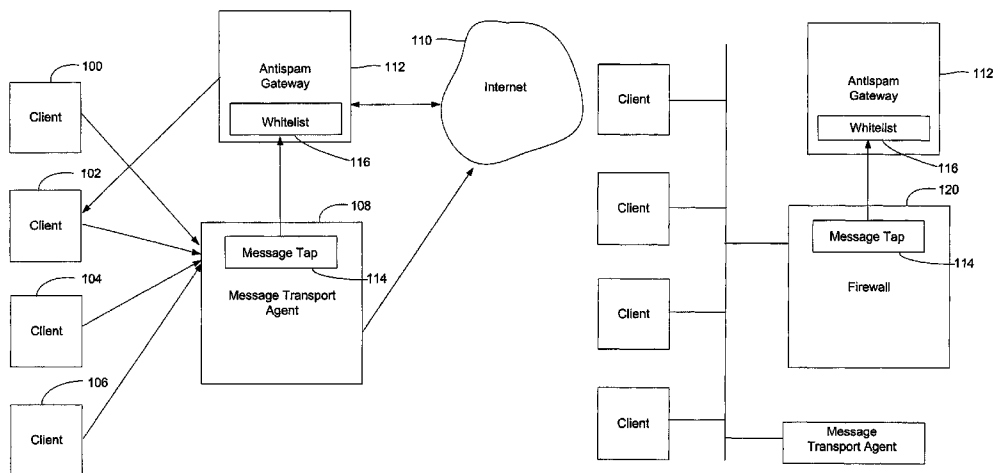 100
Client
102
Client
104
Client
106
Client
Antispam
Gateway
112
Whitelist
116
110
Internet
108
Message Tap
114
Message Transport
Agent
Client
Client
Client
Client
Antispam
Gateway
112
Whitelist
116
120
Message Tap
114
Firewall
Message
Transport Agent